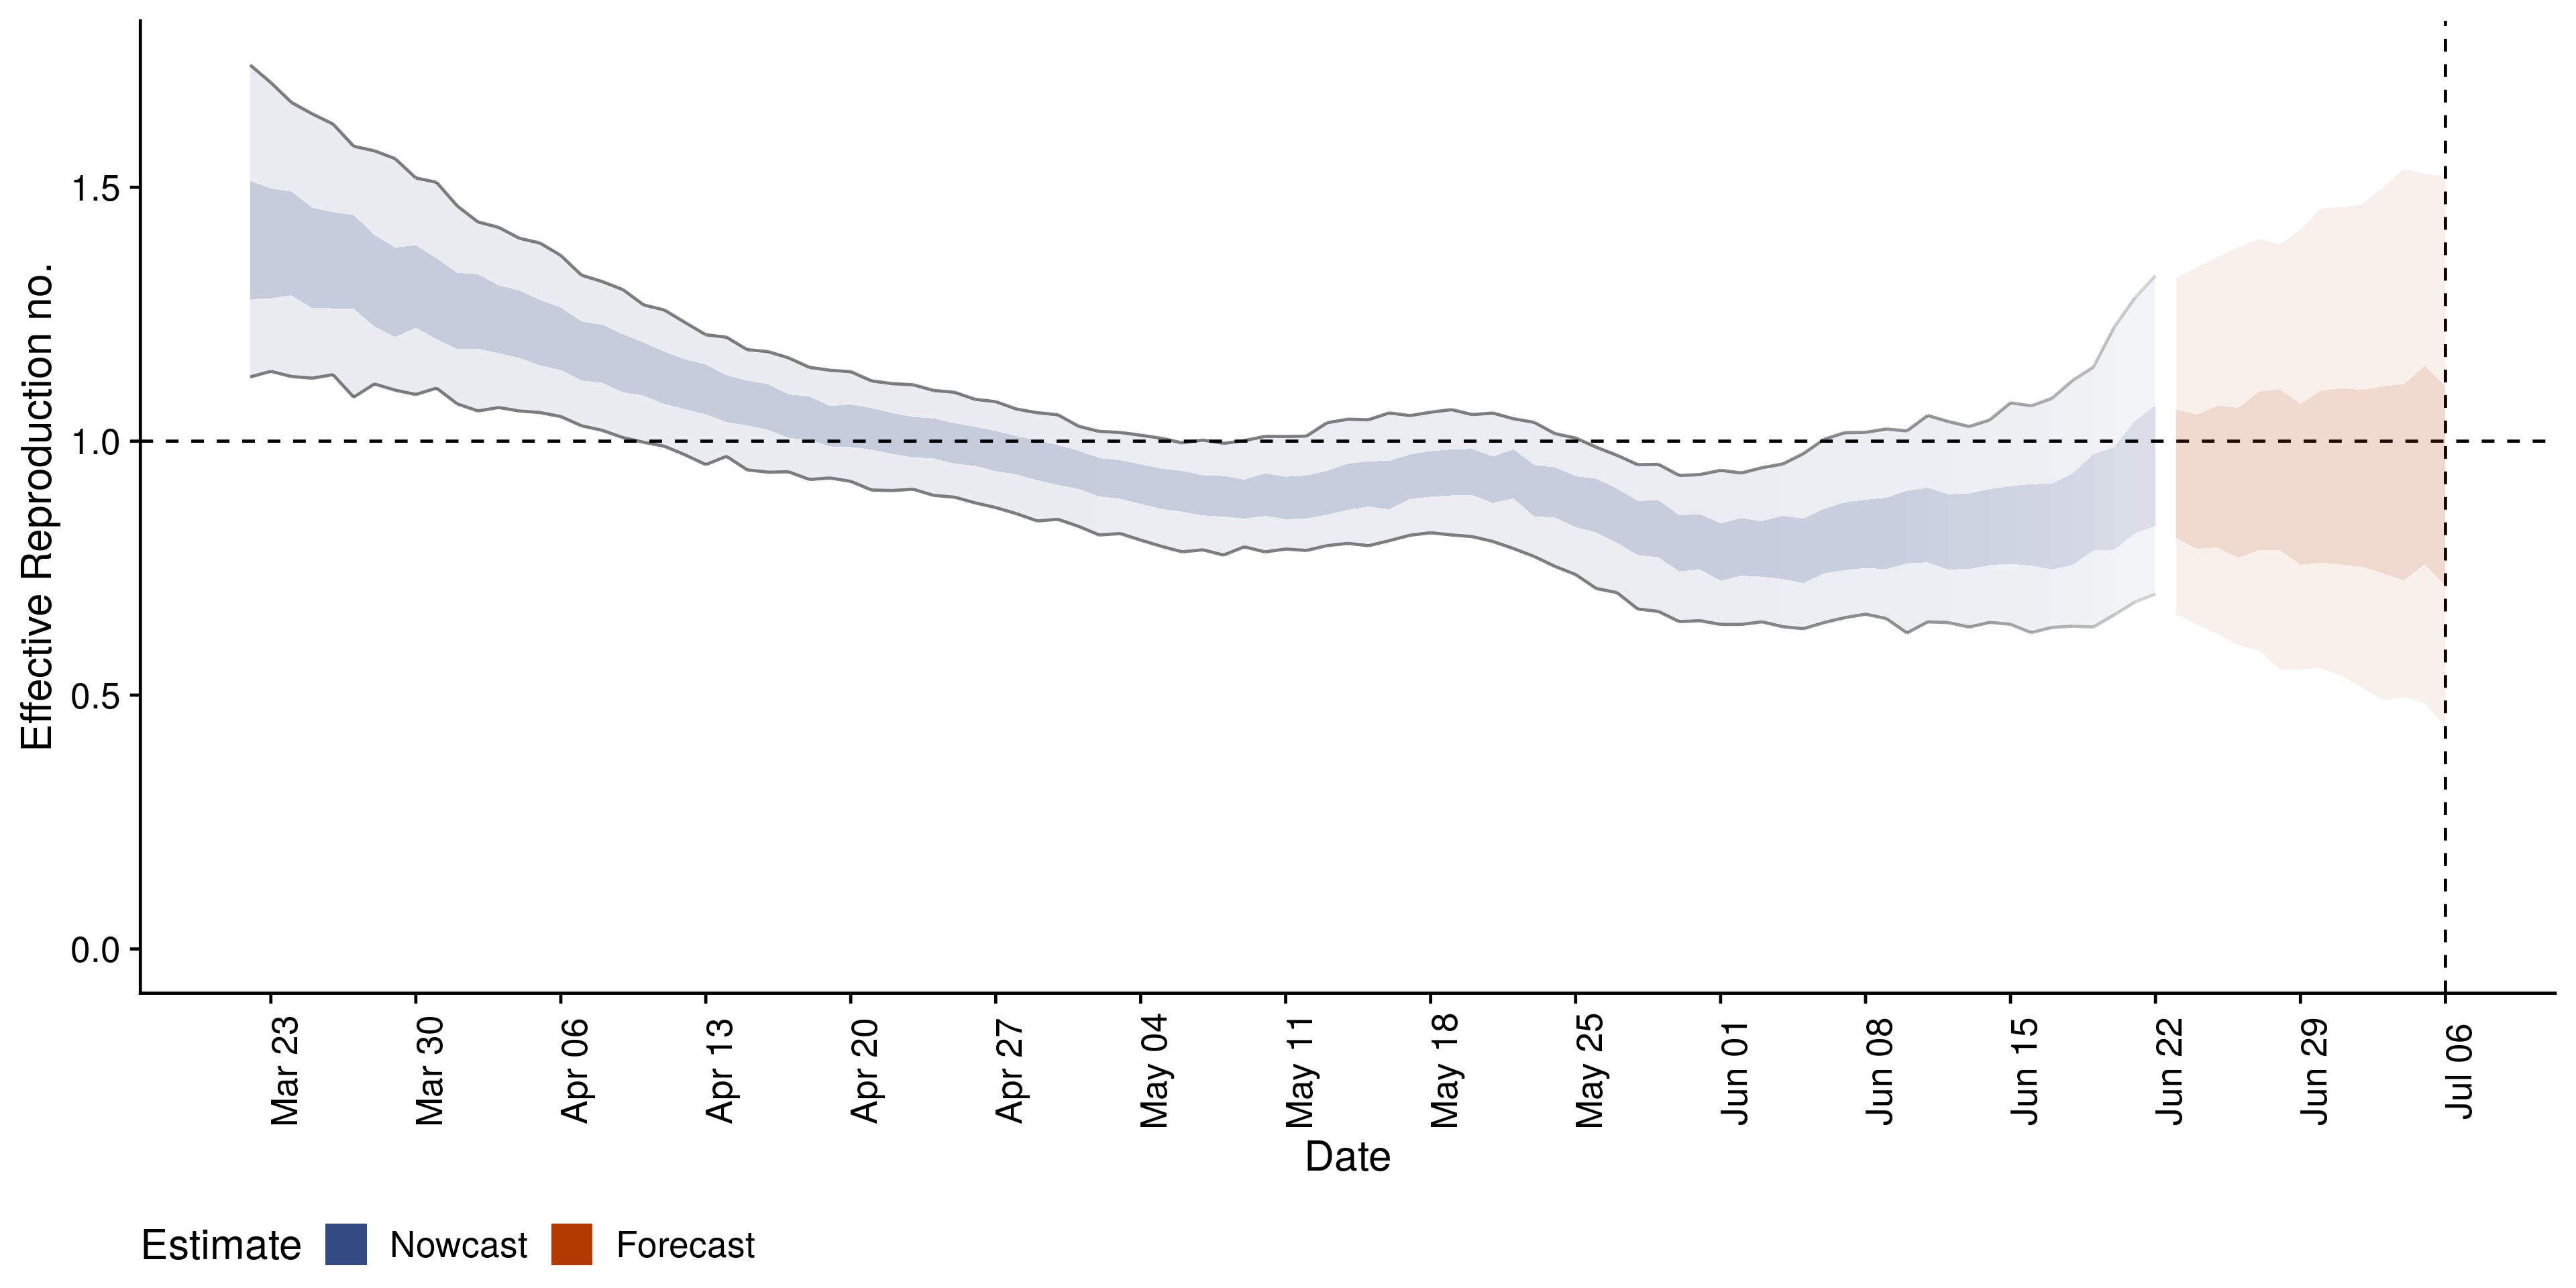 Effective Reproduction no.
1.5
1.0
0.5
0.0
Mar 23
Mar 30
Apr 06
Apr 13
Apr 20
Apr 27
May 04
May 11
May 18
May 25
Jun 01
Jun 08
Jun 15
Jun 22
Jun 29
Jul 06
Date
Estimate Nowcast Forecast